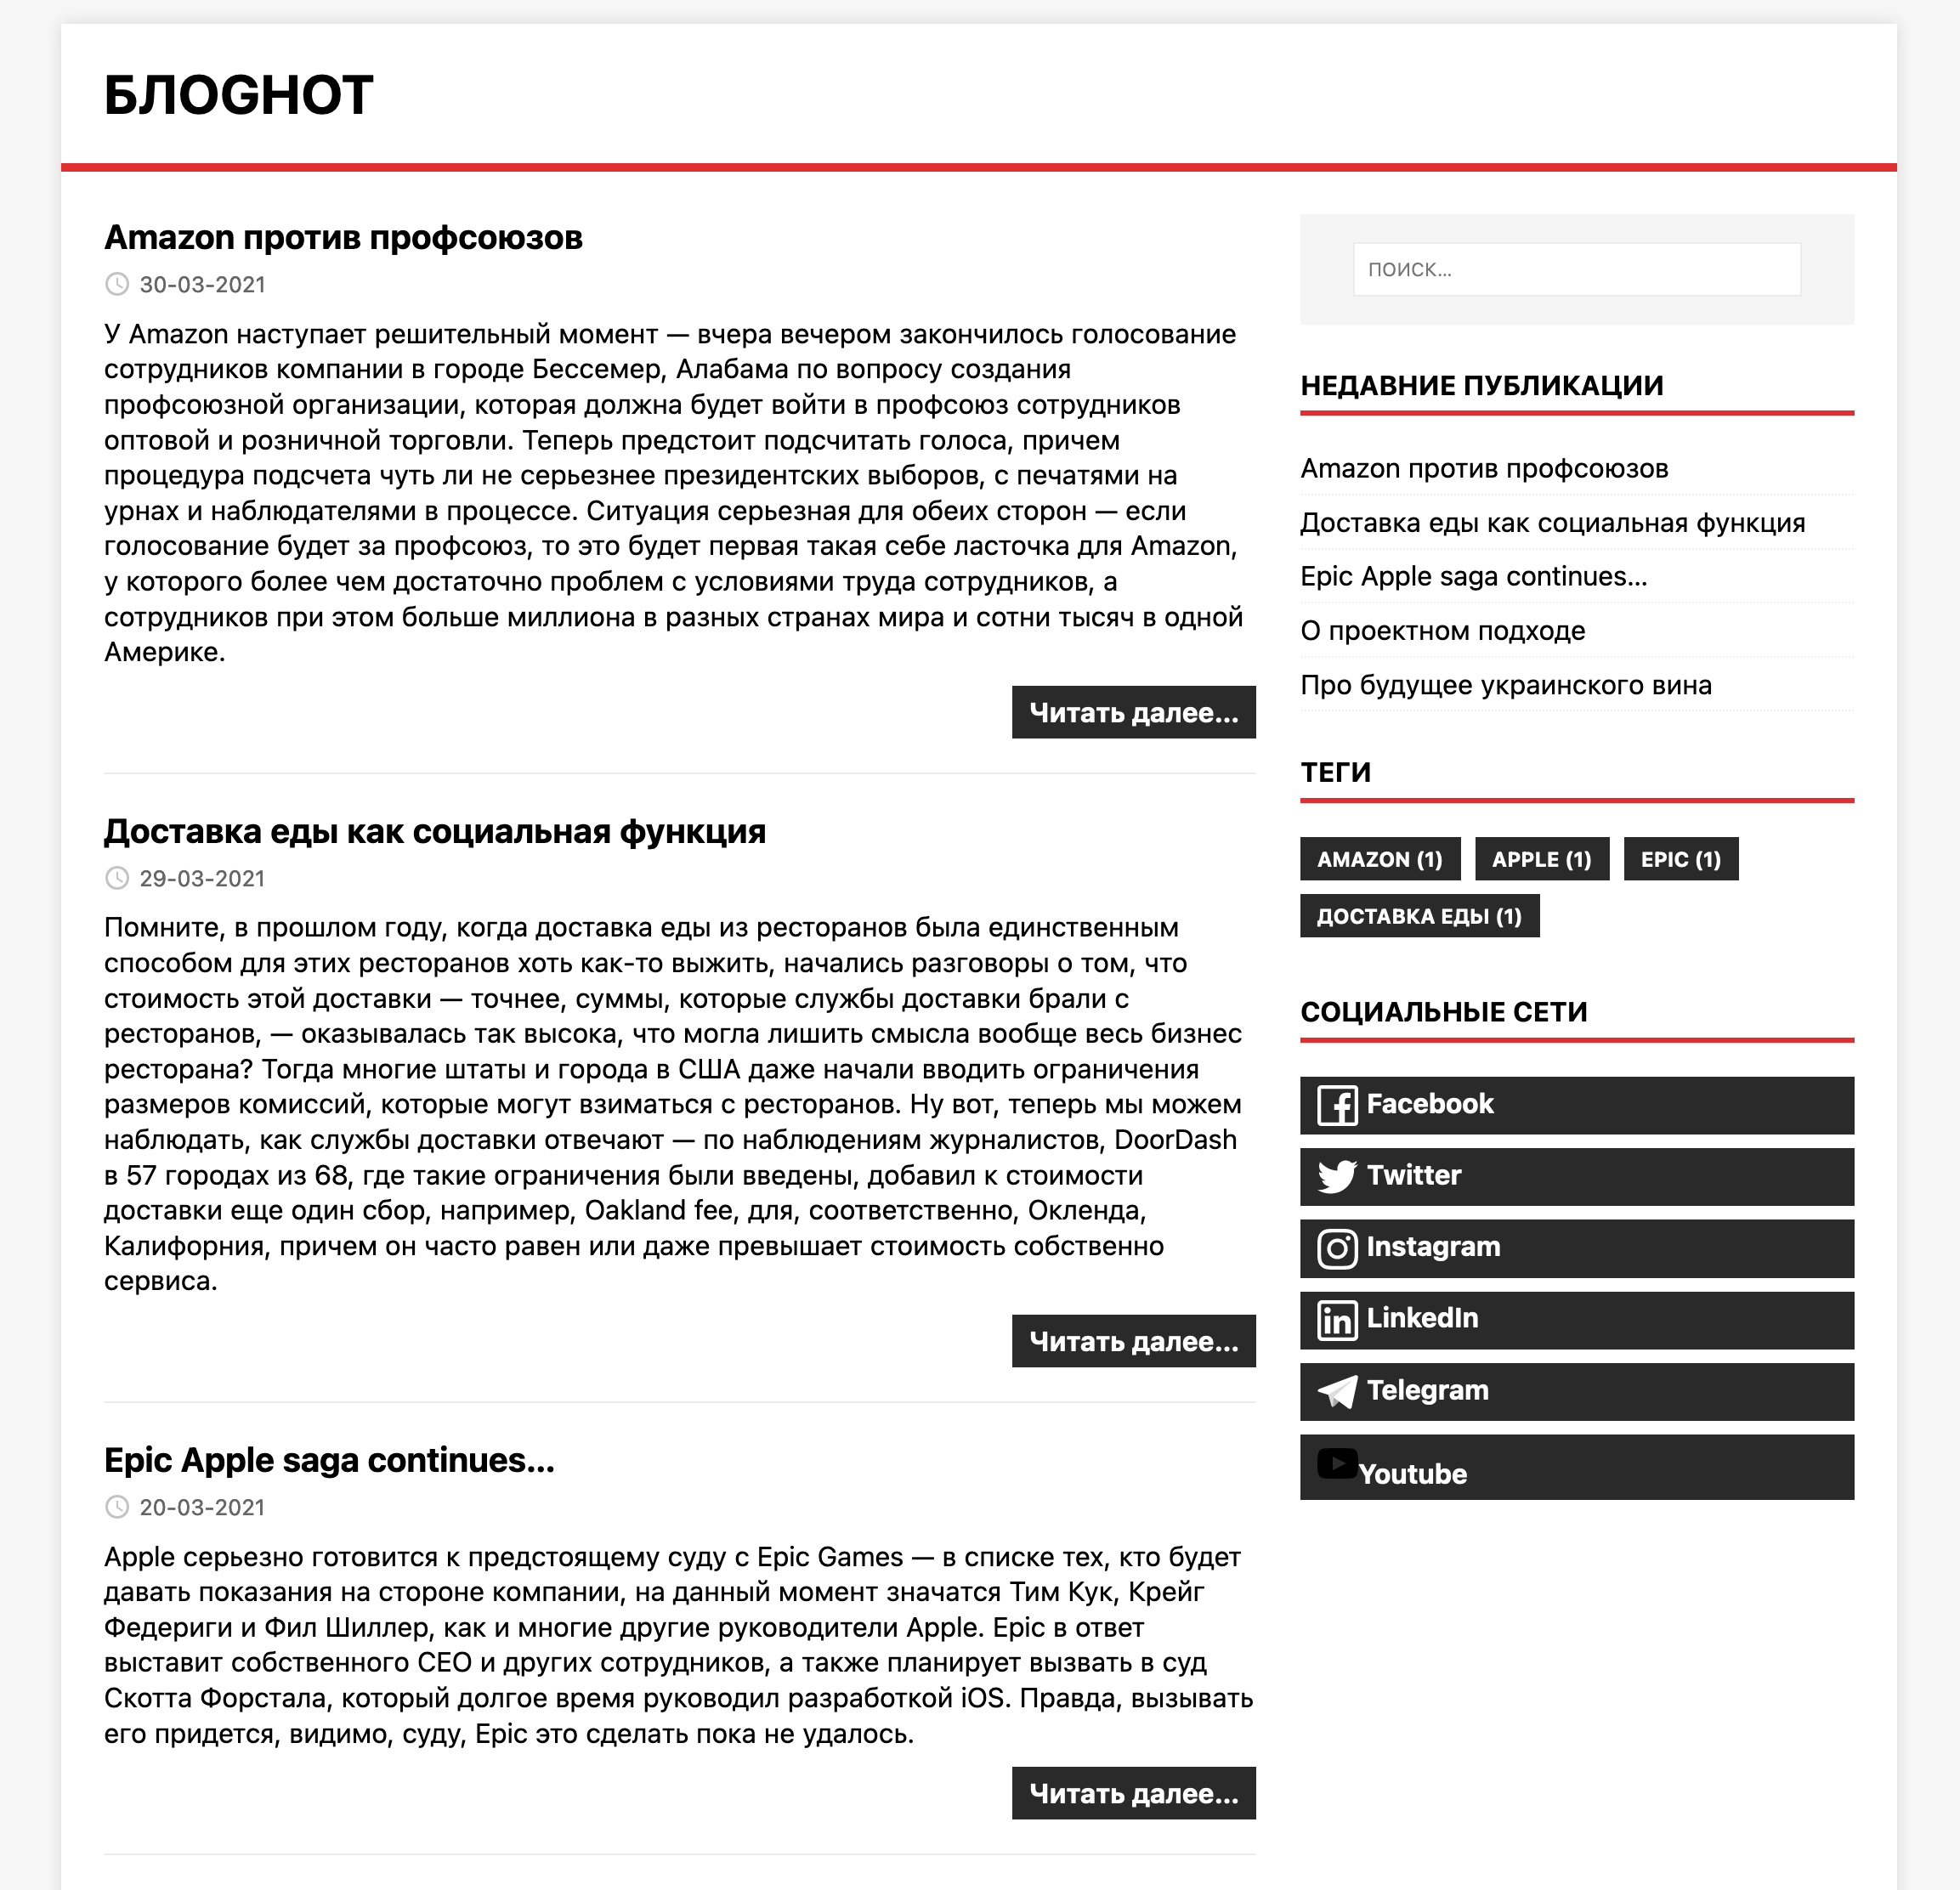 БЛОGНОТ
Amazon против профсоюзов
30-03-2021
У Amazon наступает решительный момент — вчера вечером закончилось голосование
сотрудников компании в городе Бессемер, Алабама по вопросу создания
профсоюзной организации, которая должна будет войти в профсоюз сотрудников
оптовой и розничной торговли. Теперь предстоит подсчитать голоса, причем
процедура подсчета чуть ли не серьезнее президентских выборов, с печатями на
урнах и наблюдателями в процессе. Ситуация серьезная для обеих сторон — если
голосование будет за профсоюз, то это будет первая такая себе ласточка для Amazon,
у которого более чем достаточно проблем с условиями труда сотрудников, а
сотрудников при этом больше миллиона в разных странах мира и сотни тысяч в одной
Америке.
Читать далее...
Доставка еды как социальная функция
29-03-2021
Помните, в прошлом году, когда доставка еды из ресторанов была единственным
способом для этих ресторанов хоть как-то выжить, начались разговоры о том, что
стоимость этой доставки — точнее, суммы, которые службы доставки брали с
ресторанов, — оказывалась так высока, что могла лишить смысла вообще весь бизнес
ресторана? Тогда многие штаты и города в США даже начали вводить ограничения
размеров комиссий, которые могут взиматься с ресторанов. Ну вот, теперь мы можем
наблюдать, как службы доставки отвечают — по наблюдениям журналистов, DoorDash
в 57 городах из 68, где такие ограничения были введены, добавил к стоимости
доставки еще один сбор, например, Oakland fee, для, соответственно, Окленда,
Калифорния, причем он часто равен или даже превышает стоимость собственно
сервиса.
Читать далее...
Epic Apple saga continues...
20-03-2021
Apple серьезно готовится к предстоящему суду с Epic Games — в списке тех, кто будет
давать показания на стороне компании, на данный момент значатся Тим Кук, Крейг
Федериги и Фил Шиллер, как и многие другие руководители Apple. Epic в ответ
выставит собственного CEO и других сотрудников, а также планирует вызвать в суд
Скотта Форстала, который долгое время руководил разработкой iOS. Правда, вызывать
его придется, видимо, суду, Epic это сделать пока не удалось.
Читать далее...
поиск...
НЕДАВНИЕ ПУБЛИКАЦИИ
Amazon против профсоюзов
Доставка еды как социальная функция
Epic Apple saga continues...
О проектном подходе
Про будущее украинского вина
ТЕГИ
AMAZON (1) APPLE (1) EPIC (1)
ДОСТАВКА ЕДЫ (1)
СОЦИАЛЬНЫЕ СЕТИ
Facebook
Twitter
Instagram
LinkedIn
Telegram
Youtube